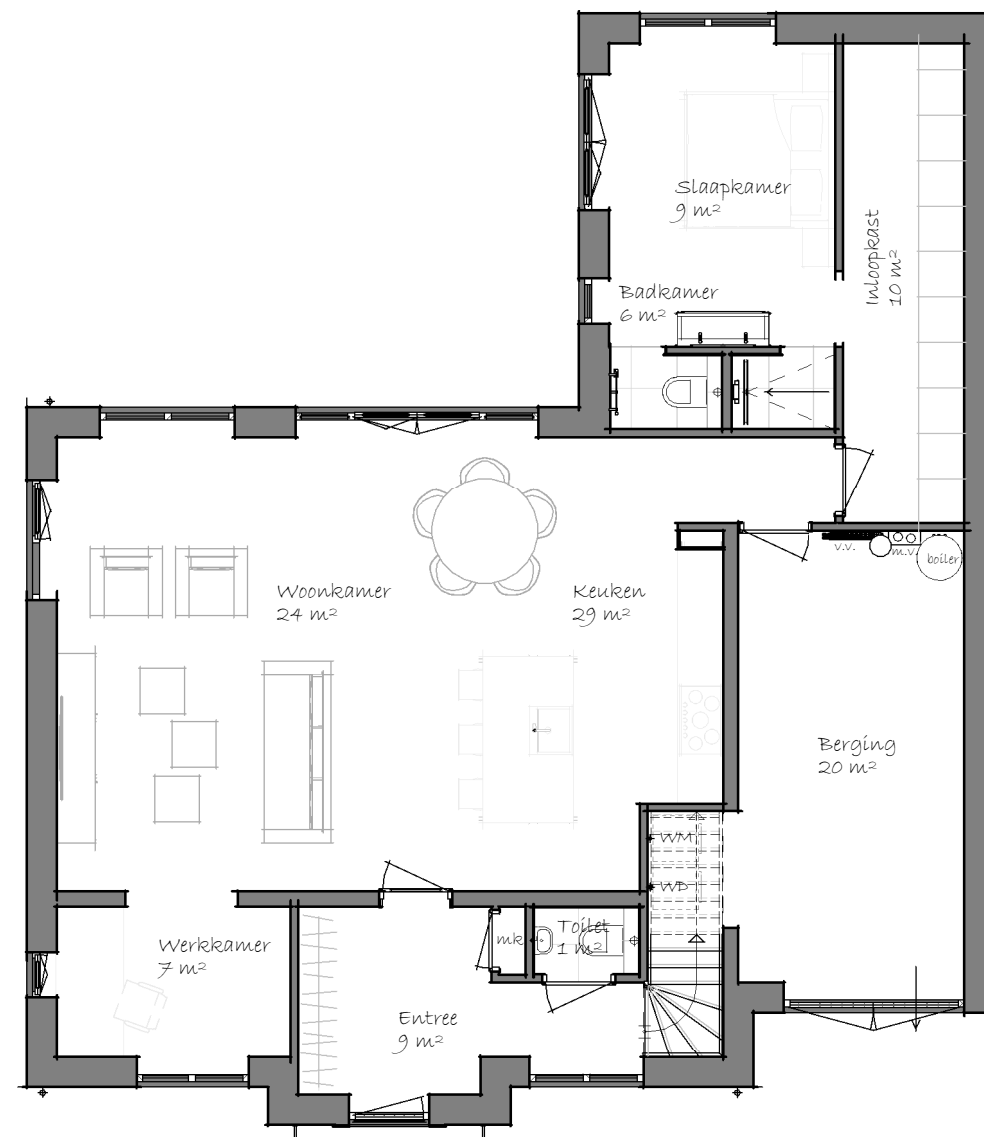 Slaapkamer
9 m²
Inloopkast
10 m²
Badkamer
6 m²
v.v.
m.v.
boiler
Woonkamer
24 m²
Keuken
29 m²
Berging
20 m²
WM
WD
Werkkamer
7 m²
mk
Toilet
1 m²
Entree
9 m²